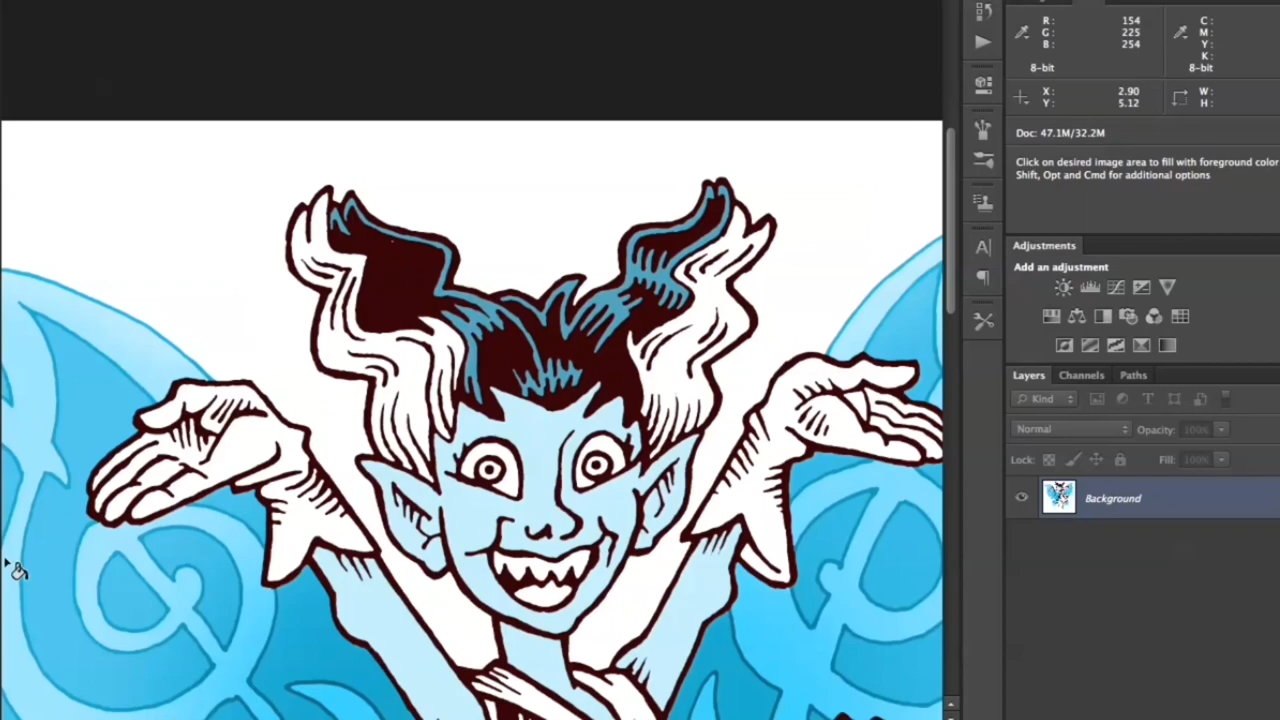 R: 154
G: 225
B: 254
8-bit
C:
M:
Y:
K:
8-bit
X: 2.90
Y: 5.12
W:
H:
Doc: 47.1M/32.2M
Click on desired image area to fill with foreground color
Shift, Opt and Cmd for additional options
Adjustments
Add an adjustment
Layers Channels Paths
Kind T
Normal Opacity: 100%
Lock: Fill: 100%
Background